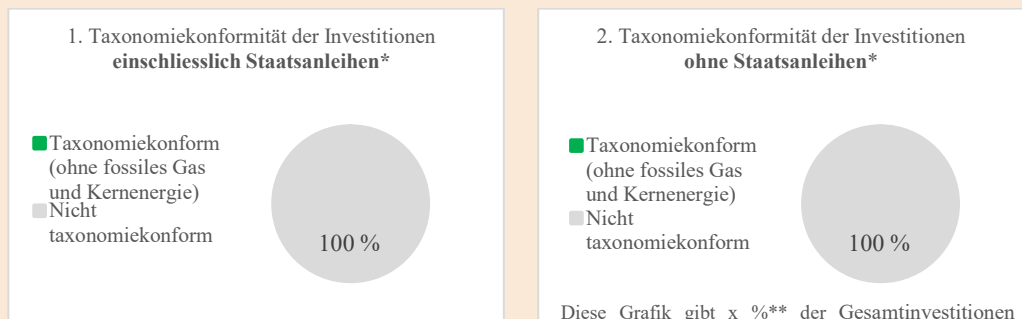 1. Taxonomiekonformität der Investitionen
einschliesslich Staatsanleihen*
Taxonomiekonform
(ohne fossiles Gas
und Kernenergie)
Nicht
taxonomiekonform
100 %
2. Taxonomiekonformität der Investitionen
ohne Staatsanleihen*
Taxonomiekonform
(ohne fossiles Gas
und Kernenergie)
Nicht
taxonomiekonform
100 %
Diese Grafik gibt x %** der Gesamtinvestitionen